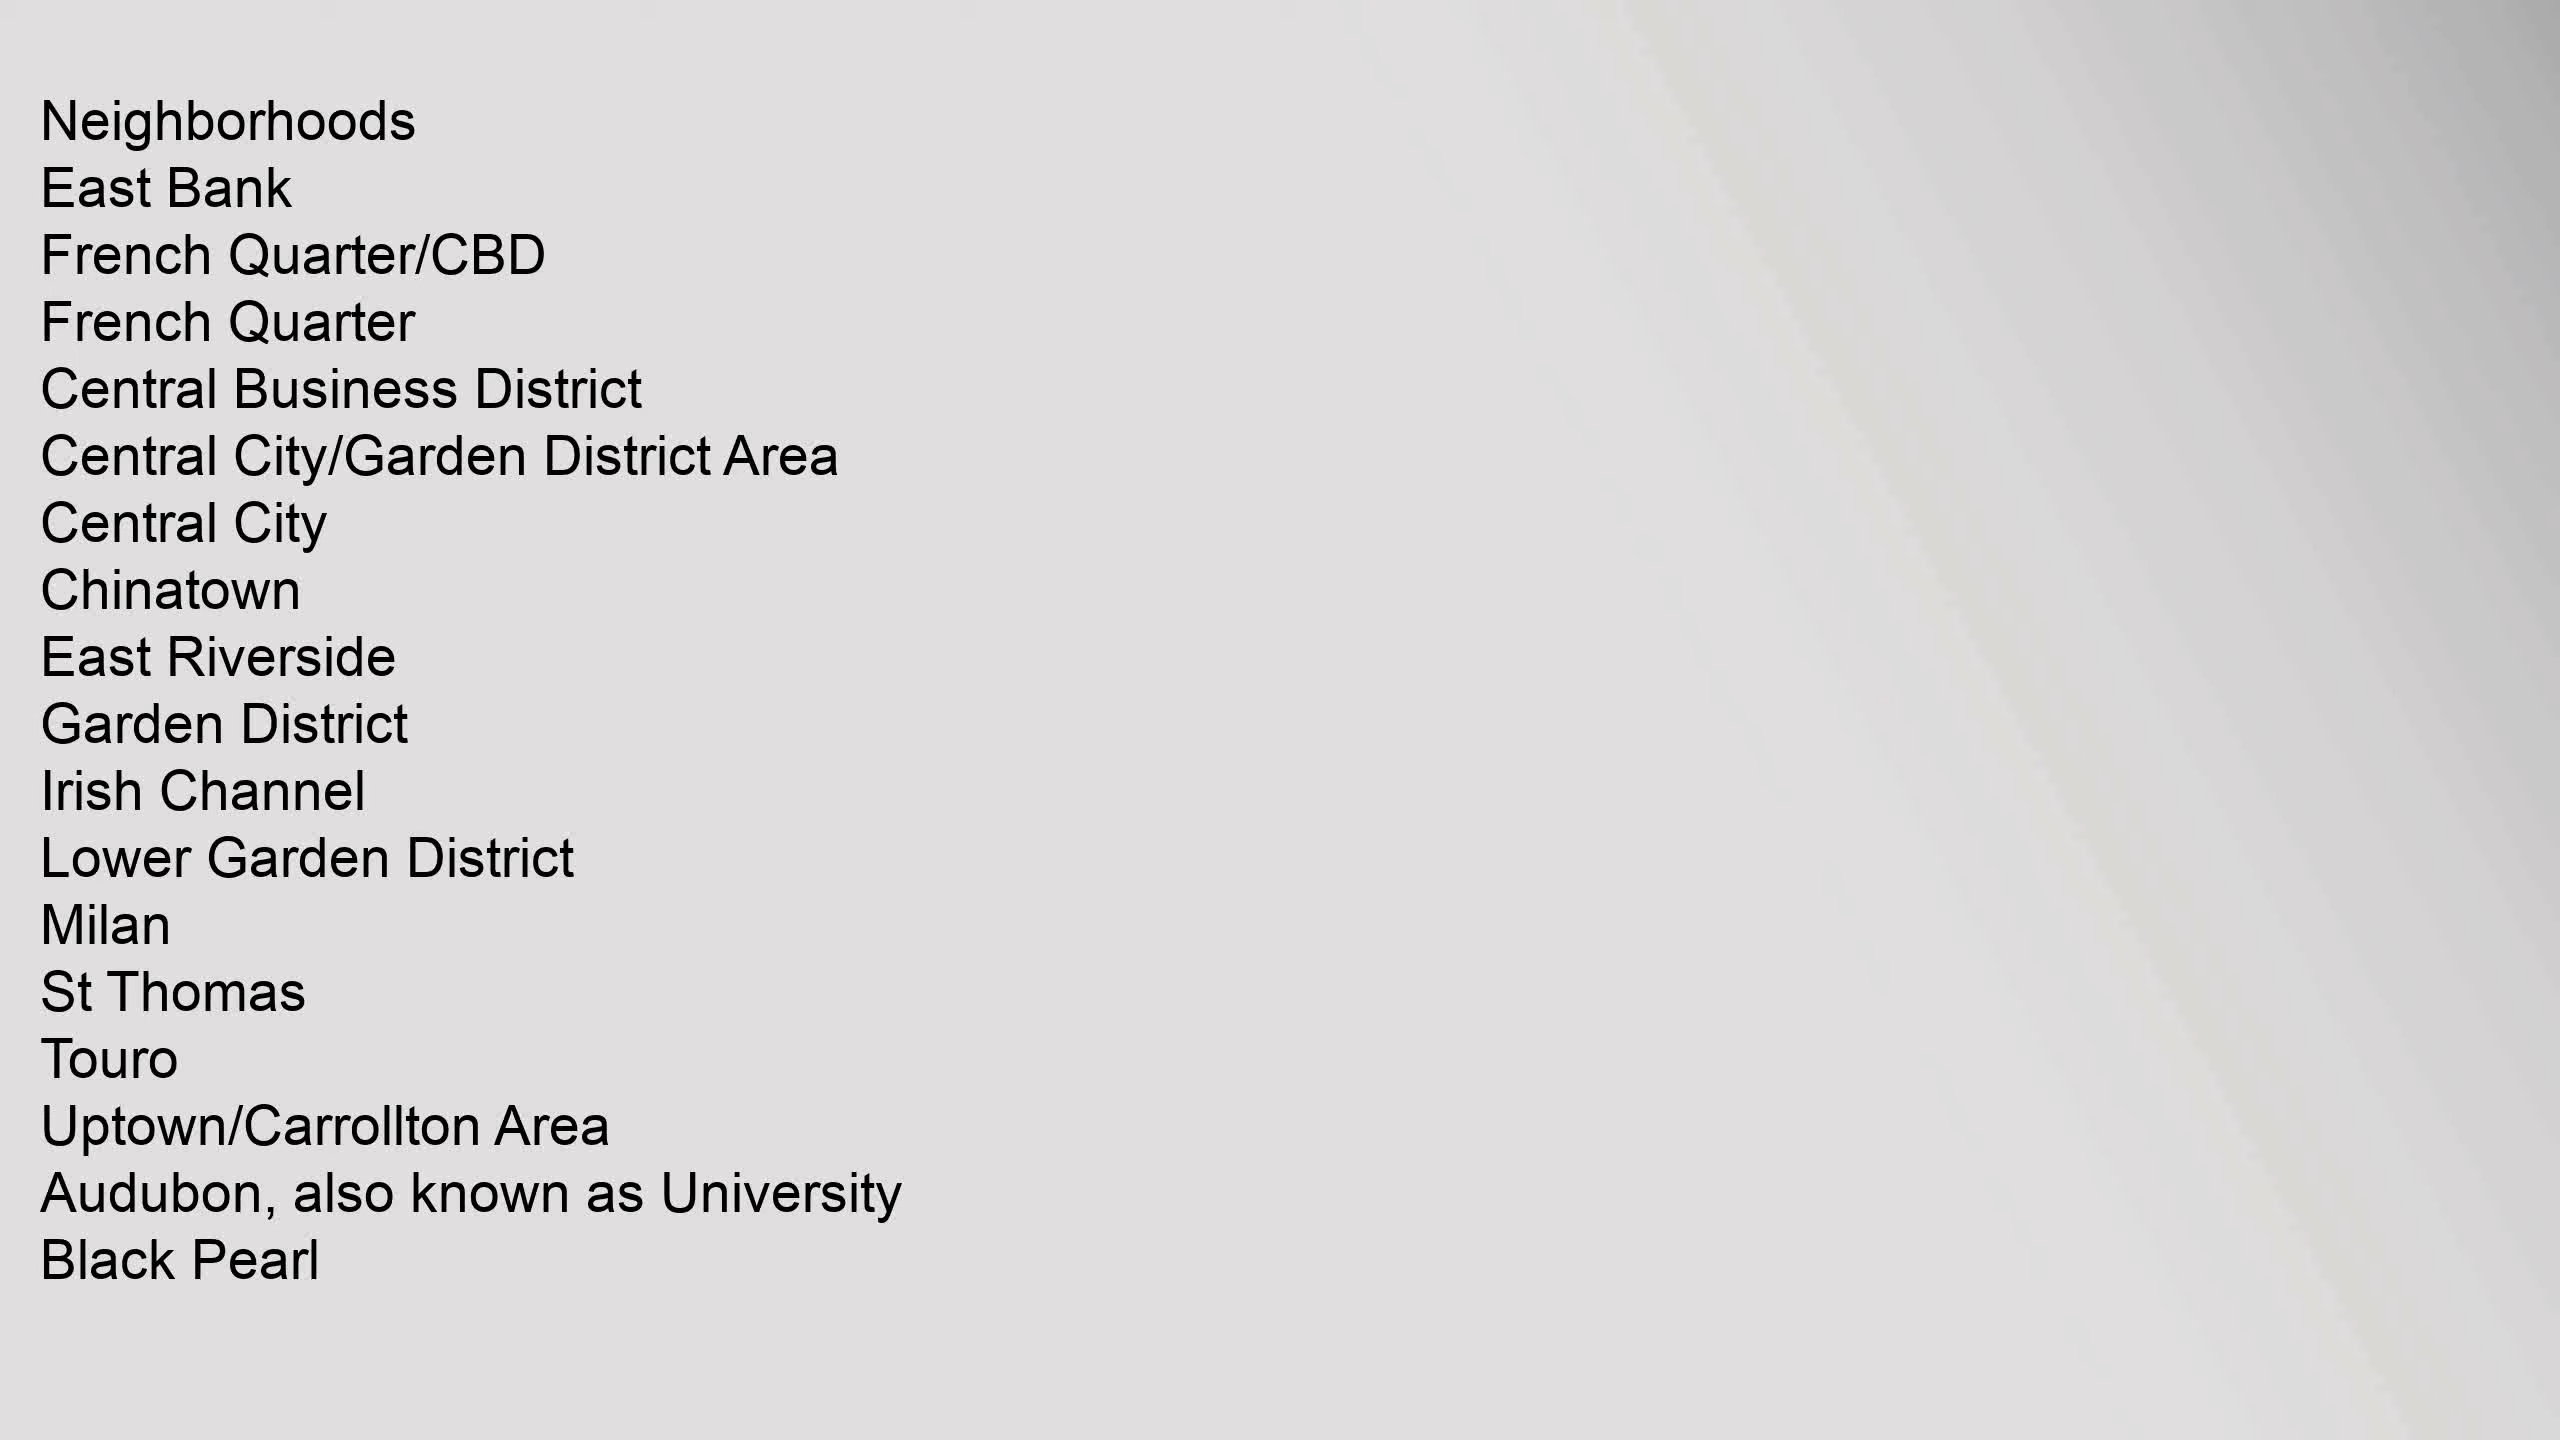 Neighborhoods
East Bank
French Quarter/CBD
French Quarter
Central Business District
Central City/Garden District Area
Central City
Chinatown
East Riverside
Garden District
Irish Channel
Lower Garden District
Milan
St Thomas
Touro
Uptown/Carrollton Area
Audubon, also known as University
Black Pearl